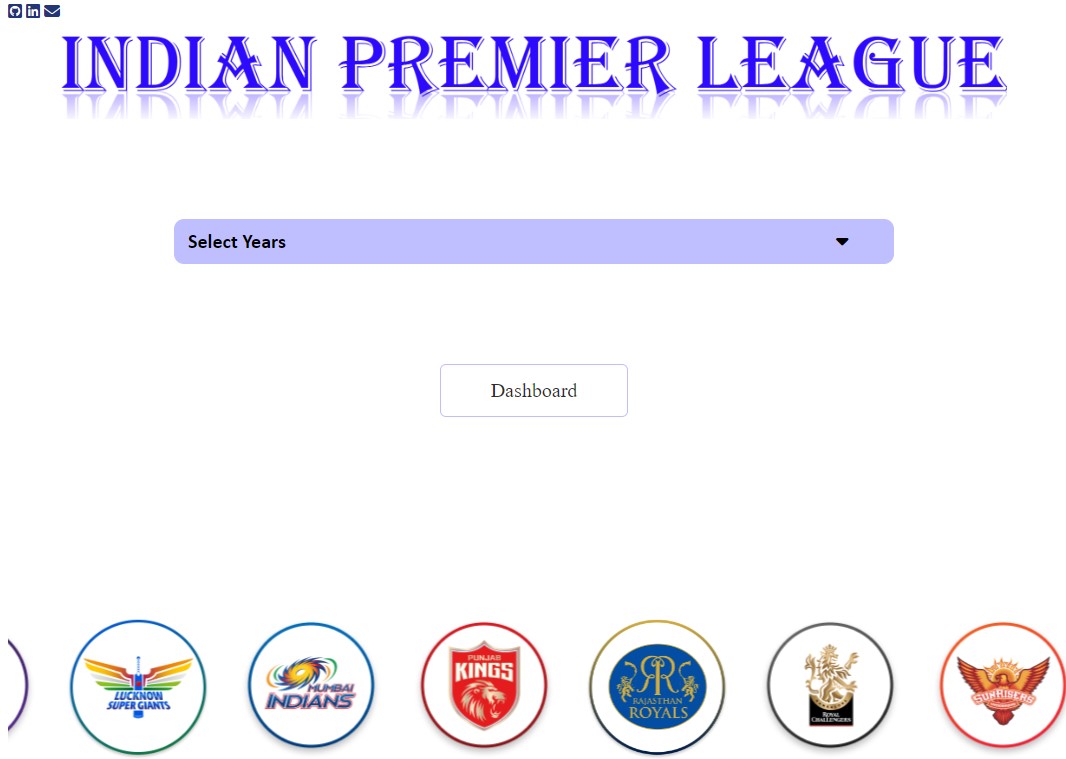 INDIAN PREMIER LEAGUE
Select Years
Dashboard
LUCKNOW
SUPER GIANTS
MUMBAI
INDIANS
PUNJAB
KINGS
RAJASTHAN
ROYALS
ROYAL
CHALLENGERS
SUNRISERS